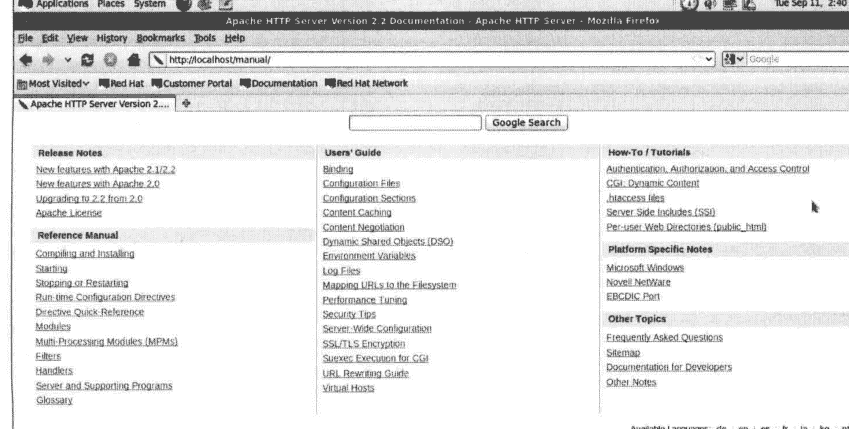 Applications Places System
Tue Sep 11, 2:40
Apache HTTP Server Version 2.2 Documentation - Apache HTTP Server - Mozilla Firefox
File Edit View History Bookmarks Tools Help
http://localhost/manual/
Google
Most Visited Red Hat Customer Portal Documentation Red Hat Network
Apache HTTP Server Version 2....
Google Search
Release Notes
New features with Apache 2.1/2.2
New features with Apache 2.0
Upgrading to 2.2 from 2.0
Apache License
Reference Manual
Compiling and Installing
Starting
Stopping or Restarting
Run-time Configuration Directives
Directive Quick-Reference
Modules
Multi-Processing Modules (MPMs)
Filters
Handlers
Server and Supporting Programs
Glossary
Users' Guide
Binding
Configuration Files
Configuration Sections
Content Caching
Content Negotiation
Dynamic Shared Objects (DSO)
Environment Variables
Log Files
Mapping URLs to the Filesystem
Performance Tuning
Security Tips
Server-Wide Configuration
SSL/TLS Encryption
Suexec Execution for CGI
URL Rewriting Guide
Virtual Hosts
How-To / Tutorials
Authentication, Authorization, and Access Control
CGI: Dynamic Content
.htaccess files
Server Side Includes (SSI)
Per-user Web Directories (public_html)
Platform Specific Notes
Microsoft Windows
Novell NetWare
EBCDIC Port
Other Topics
Frequently Asked Questions
Sitemap
Documentation for Developers
Other Notes
Available Languages: de en es fr ja ko